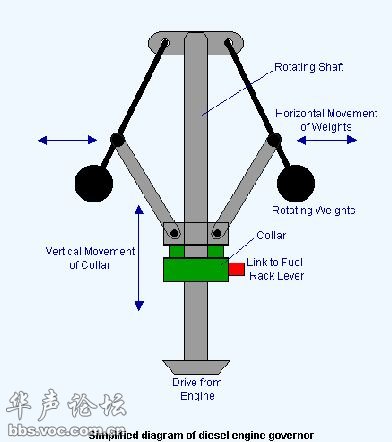 Rotating Shaft
Horizontal Movement
of Weights
Rotating Weights
Collar
Vertical Movement
of Collar
Link to Fuel
Rack Lever
Drive from
Engine
华声论坛
bbs.voc.com.cn
Simplified diagram of diesel engine governor